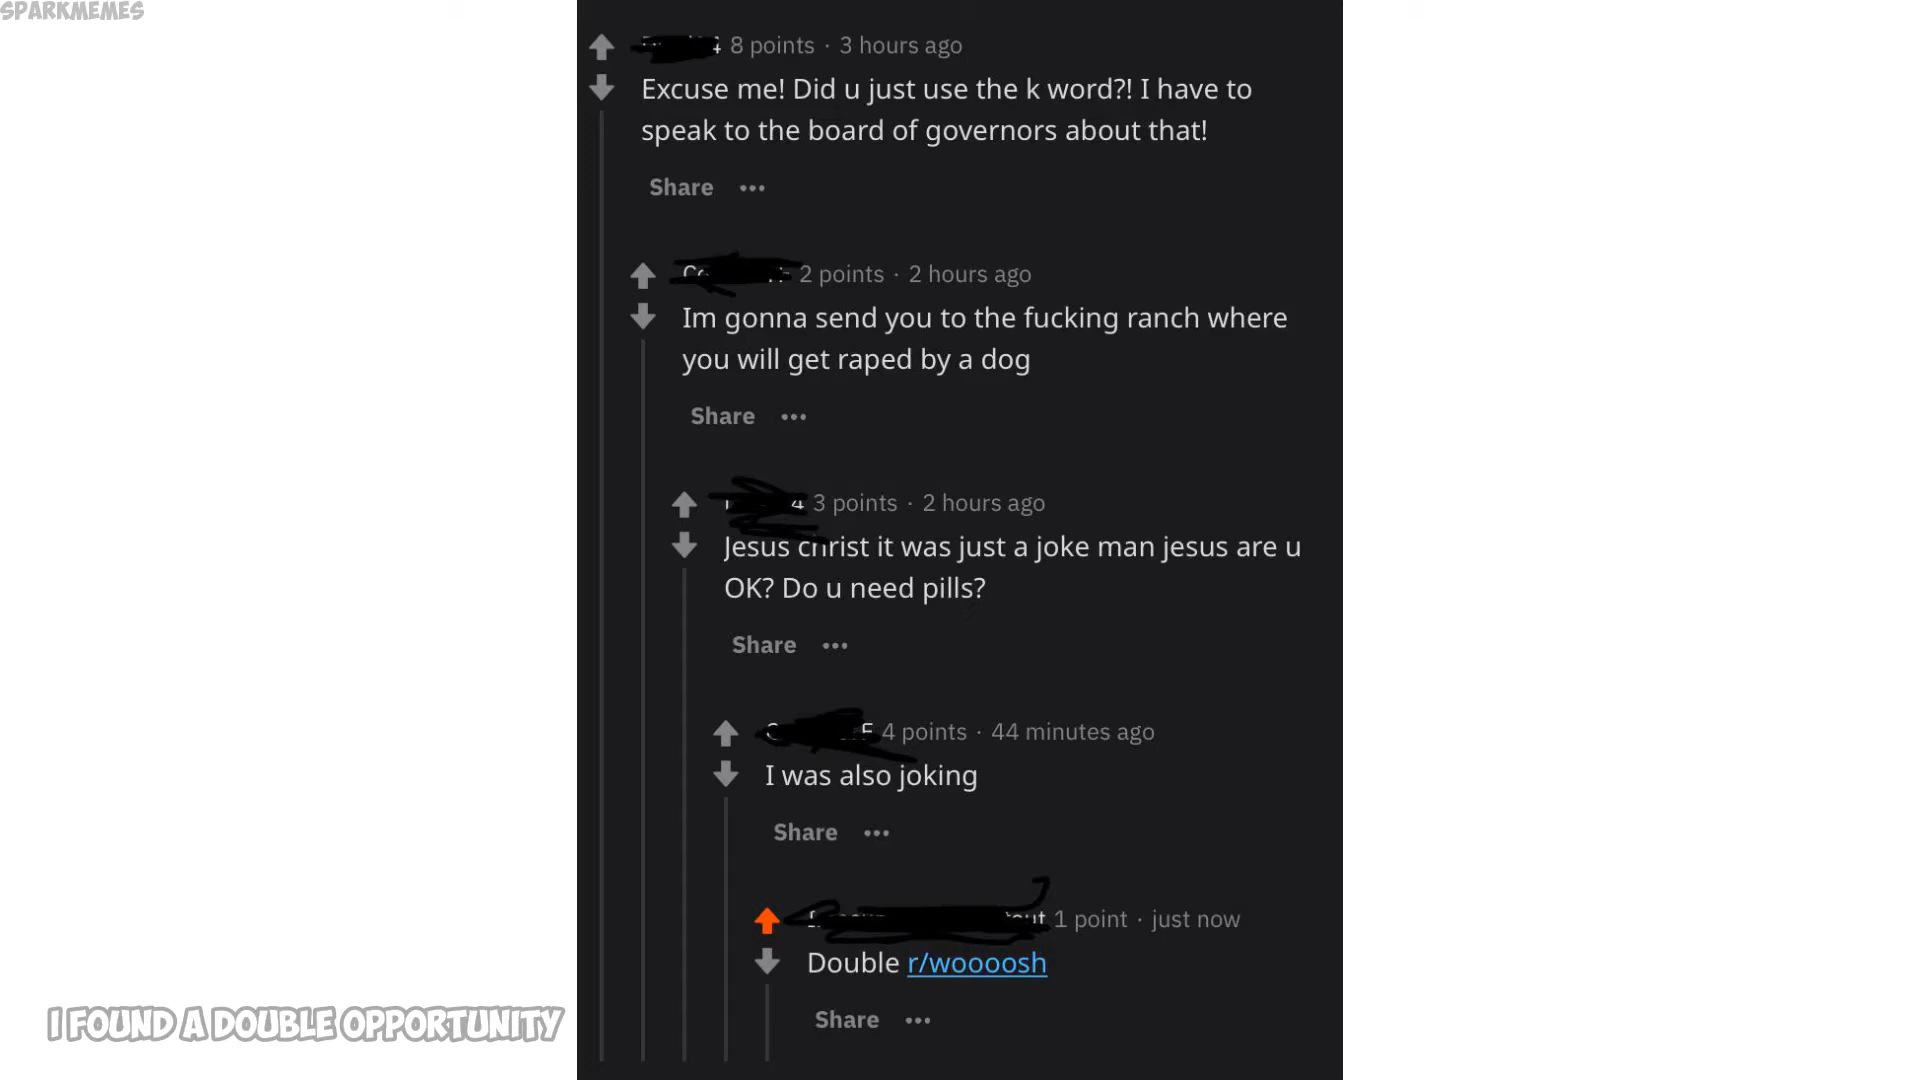 SPARKMEMES
8 points · 3 hours ago
Excuse me! Did u just use the k word?! I have to
speak to the board of governors about that!
Share
2 points · 2 hours ago
Im gonna send you to the fucking ranch where
you will get raped by a dog
Share
3 points · 2 hours ago
Jesus christ it was just a joke man jesus are u
OK? Do u need pills?
Share
4 points · 44 minutes ago
I was also joking
Share
1 point · just now
Double r/woooosh
Share
I FOUND A DOUBLE OPPORTUNITY